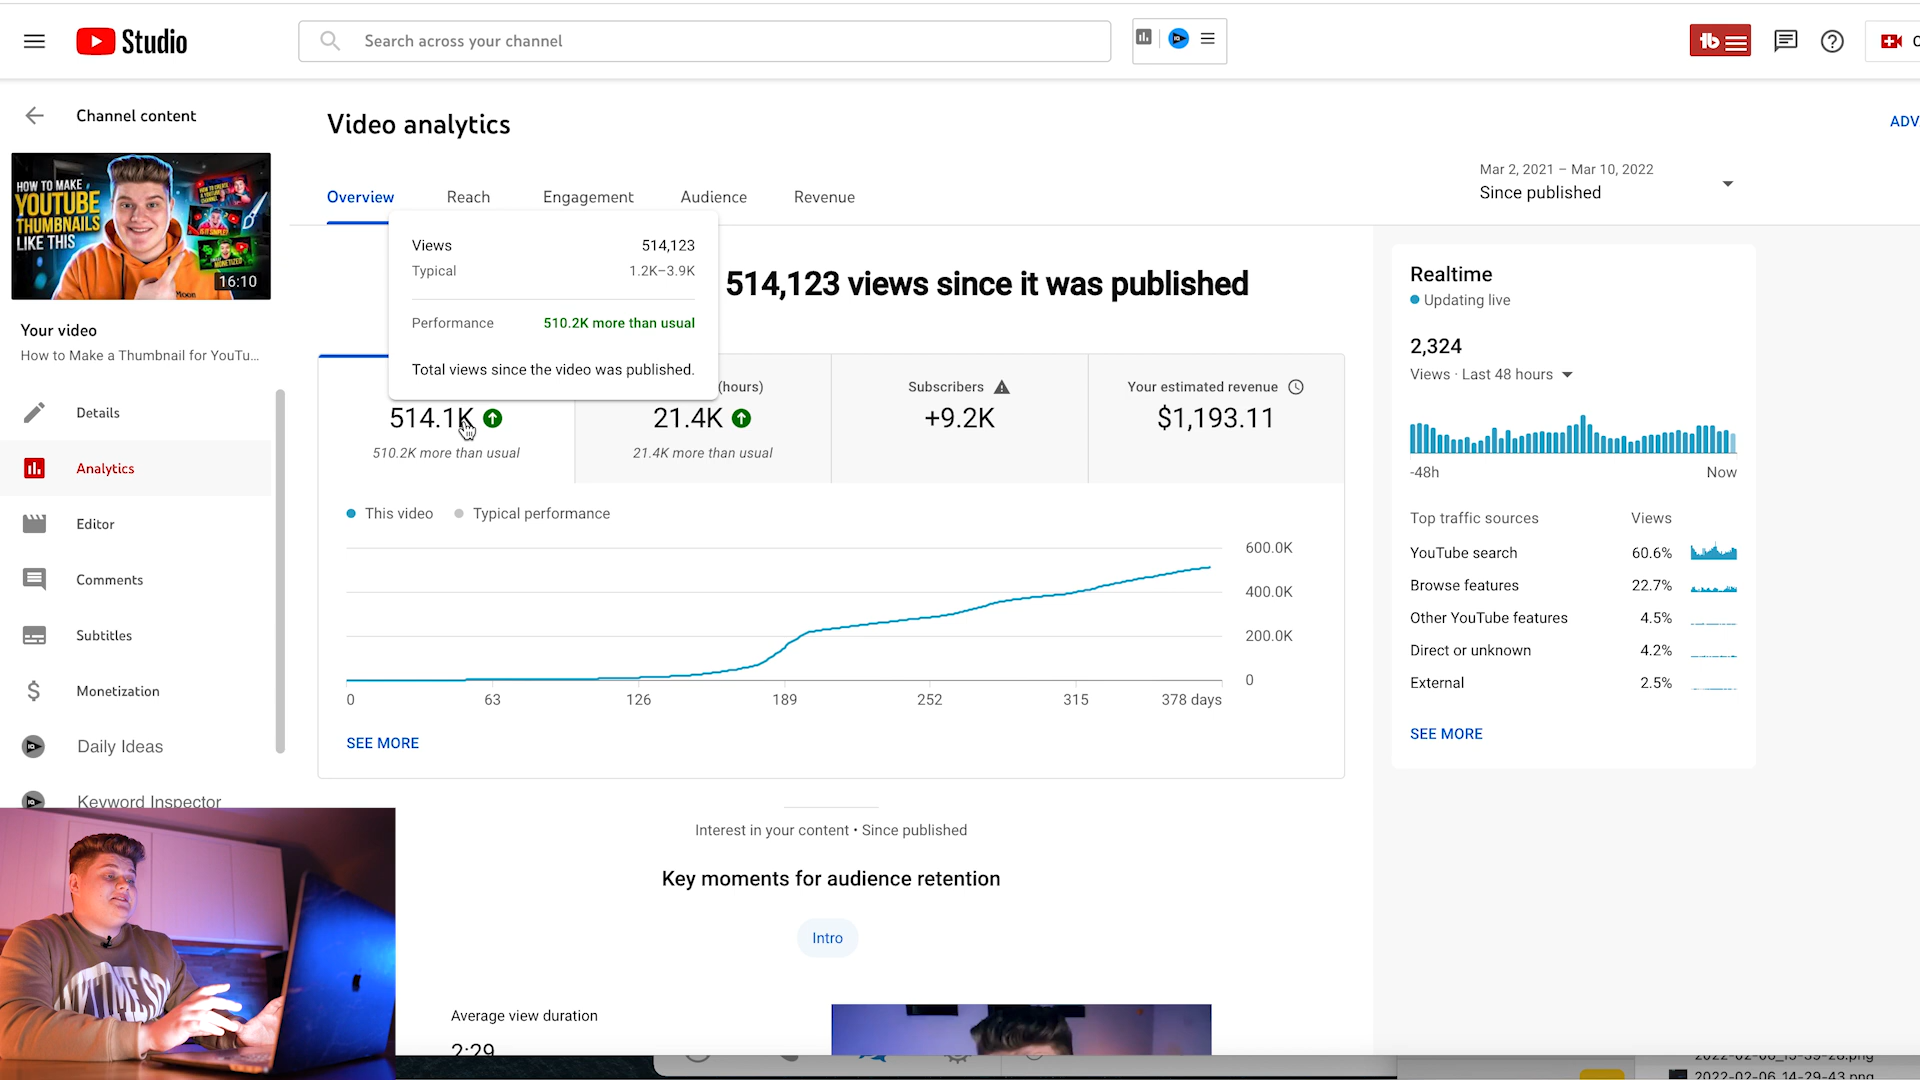 Studio
Search across your channel
Channel content
HOW TO MAKE
YOUTUBE
THUMBNAILS
LIKE THIS
16:10
Your video
How to Make a Thumbnail for YouTu...
Details
Analytics
Editor
Comments
Subtitles
Monetization
Daily Ideas
Keyword Inspector
Video analytics
ADV
Overview
Reach
Engagement
Audience
Revenue
Mar 2, 2021 – Mar 10, 2022
Since published
Views 514,123
Typical 1.2K–3.9K
Performance 510.2K more than usual
Total views since the video was published.
514,123 views since it was published
514.1K
510.2K more than usual
(hours)
21.4K
21.4K more than usual
Subscribers
+9.2K
Your estimated revenue
$1,193.11
This video
Typical performance
600.0K
400.0K
200.0K
0
0 63 126 189 252 315 378 days
SEE MORE
Interest in your content • Since published
Key moments for audience retention
Intro
Average view duration
2:29
Realtime
Updating live
2,324
Views · Last 48 hours
-48h Now
Top traffic sources Views
YouTube search 60.6%
Browse features 22.7%
Other YouTube features 4.5%
Direct or unknown 4.2%
External 2.5%
SEE MORE
2022-02-06_14-29-43.png